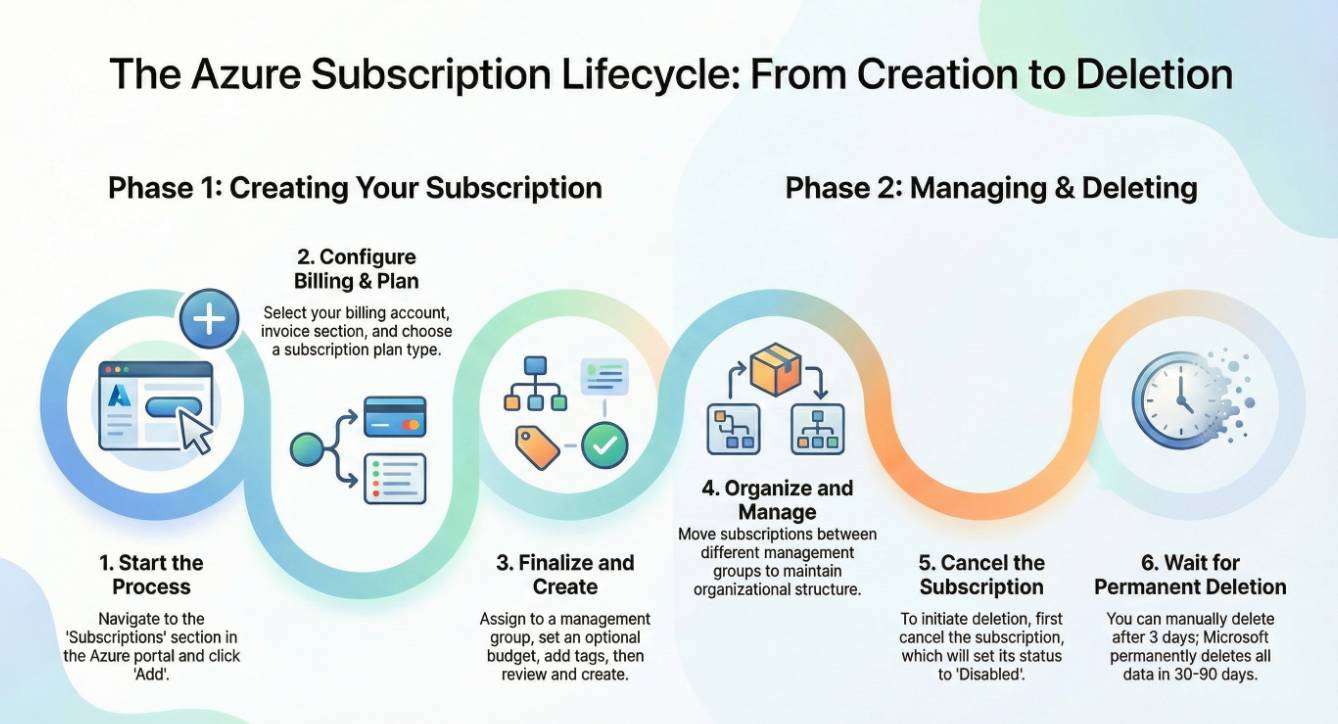 The Azure Subscription Lifecycle: From Creation to Deletion
Phase 1: Creating Your Subscription
1. Start the
Process
Navigate to the
'Subscriptions' section in
the Azure portal and click
'Add'.
2. Configure
Billing & Plan
Select your billing account,
invoice section, and choose
a subscription plan type.
3. Finalize and
Create
Assign to a management
group, set an optional
budget, add tags, then
review and create.
Phase 2: Managing & Deleting
4. Organize and
Manage
Move subscriptions between
different management
groups to maintain
organizational structure.
5. Cancel the
Subscription
To initiate deletion, first
cancel the subscription,
which will set its status
to 'Disabled'.
6. Wait for
Permanent Deletion
You can manually delete
after 3 days; Microsoft
permanently deletes all
data in 30-90 days.